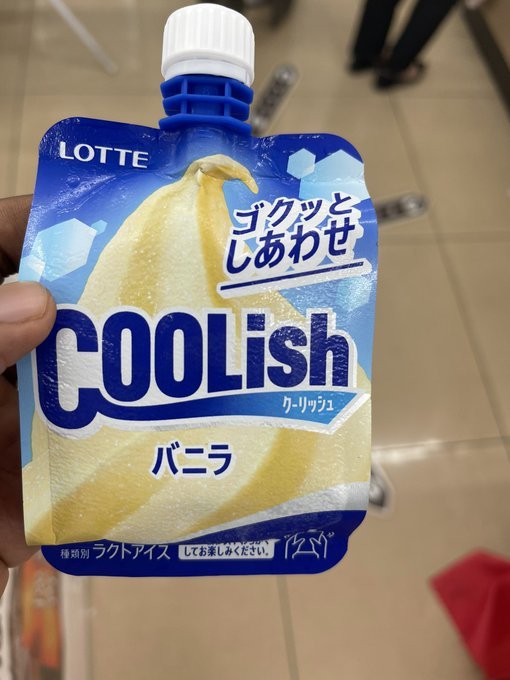 LOTTE
ゴクッと
しあわせ
COOLish
クーリッシュ
バニラ
種類別 ラクトアイス
してお楽しみください。